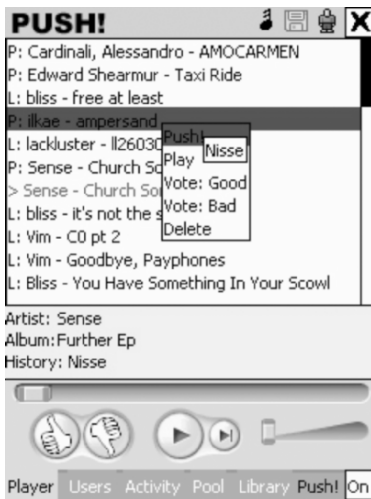 PUSH!
P: Cardinali, Alessandro - AMOCARMEN
P: Edward Shearmur - Taxi Ride
L: bliss - free at least
P: ilkae - ampersand
Push!
Nisse
L: lackluster - ll26030
Play
P: Sense - Church So
> Sense - Church So
Vote: Good
L: bliss - it's not the s
Vote: Bad
L: Vim - C0 pt 2
Delete
L: Vim - Goodbye, Payphones
L: Bliss - You Have Something In Your Scowl
Artist: Sense
Album:Further Ep
History: Nisse
Player Users Activity Pool Library Push! On